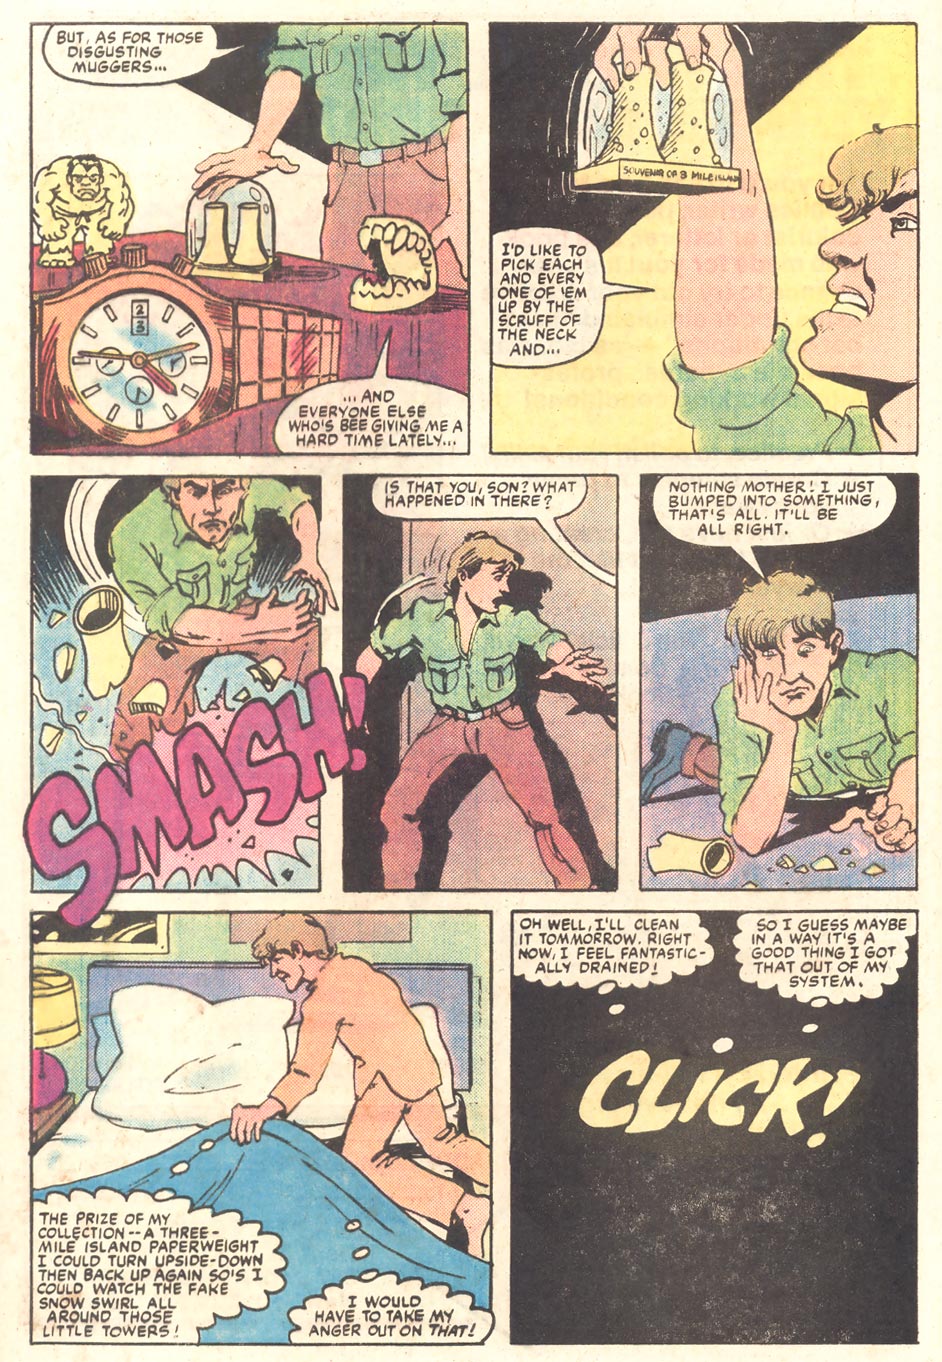 BUT, AS FOR THOSE
DISGUSTING
MUGGERS...
2
3
...AND
EVERYONE ELSE
WHO'S BEE GIVING ME A
HARD TIME LATELY...
SOUVENIR OF 3 MILE ISLAND
I'D LIKE TO
PICK EACH
AND EVERY
ONE OF 'EM
UP BY THE
SCRUFF OF
THE NECK
AND...
SMASH!
IS THAT YOU, SON? WHAT
HAPPENED IN THERE?
NOTHING MOTHER! I JUST
BUMPED INTO SOMETHING,
THAT'S ALL. IT'LL BE
ALL RIGHT.
THE PRIZE OF MY
COLLECTION--A THREE-
MILE ISLAND PAPERWEIGHT
I COULD TURN UPSIDE-DOWN
THEN BACK UP AGAIN SO'S I
COULD WATCH THE FAKE
SNOW SWIRL ALL
AROUND THOSE
LITTLE TOWERS!
I WOULD
HAVE TO TAKE MY
ANGER OUT ON THAT!
OH WELL, I'LL CLEAN
IT TOMMORROW. RIGHT
NOW, I FEEL FANTASTIC-
ALLY DRAINED!
SO I GUESS MAYBE
IN A WAY IT'S A
GOOD THING I GOT
THAT OUT OF MY
SYSTEM.
CLICK!